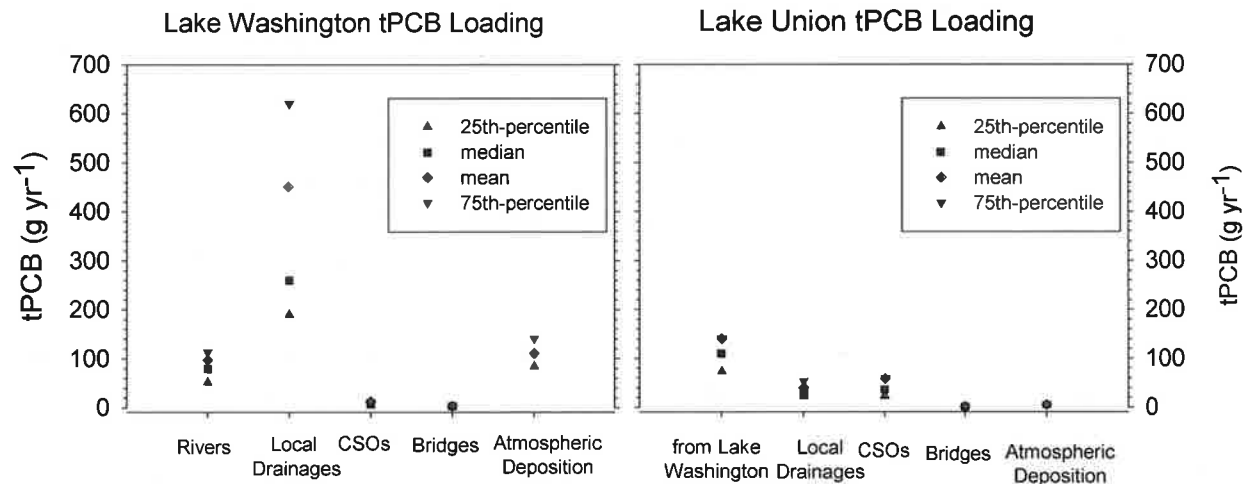 Lake Washington tPCB Loading
Lake Union tPCB Loading
tPCB (g yr⁻¹)
700
600
500
400
300
200
100
0
25th-percentile
median
mean
75th-percentile
Rivers
Local
Drainages
CSOs
Bridges
Atmospheric
Deposition
25th-percentile
median
mean
75th-percentile
from Lake
Washington
Local
Drainages
CSOs
Bridges
Atmospheric
Deposition
700
600
500
400
300
200
100
0
tPCB (g yr⁻¹)